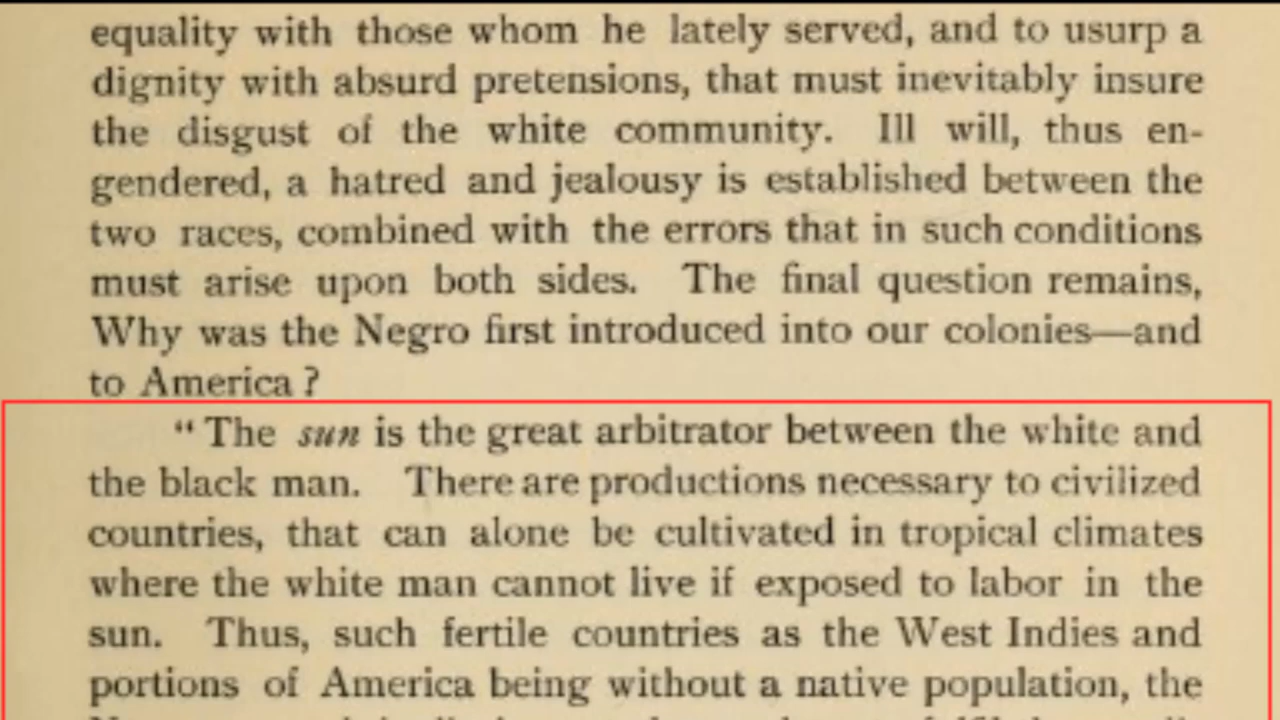 equality with those whom he lately served, and to usurp a
dignity with absurd pretensions, that must inevitably insure
the disgust of the white community. Ill will, thus en-
gendered, a hatred and jealousy is established between the
two races, combined with the errors that in such conditions
must arise upon both sides. The final question remains,
Why was the Negro first introduced into our colonies—and
to America ?
“ The sun is the great arbitrator between the white and
the black man. There are productions necessary to civilized
countries, that can alone be cultivated in tropical climates
where the white man cannot live if exposed to labor in the
sun. Thus, such fertile countries as the West Indies and
portions of America being without a native population, the